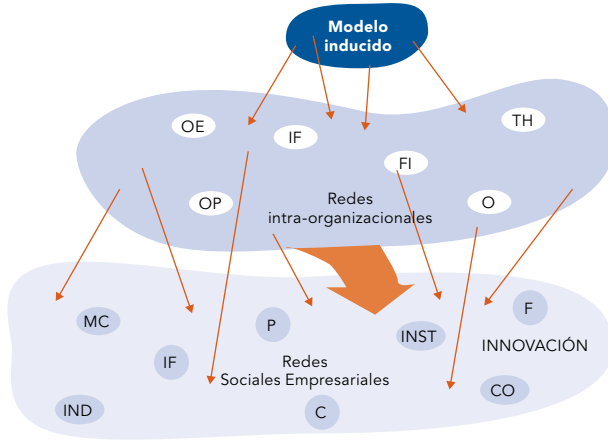 Modelo
inducido
OE
IF
TH
FI
OP
Redes
intra-organizacionales
O
MC
P
F
INST
INNOVACIÓN
IF
Redes
Sociales Empresariales
CO
IND
C